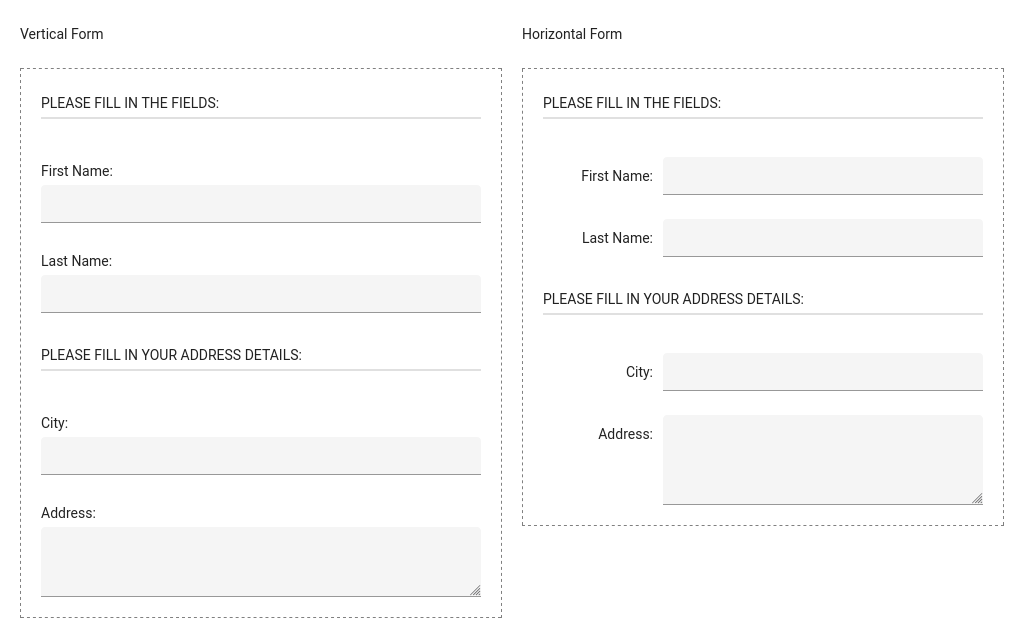 Vertical Form
PLEASE FILL IN THE FIELDS:
First Name:
Last Name:
PLEASE FILL IN YOUR ADDRESS DETAILS:
City:
Address:
Horizontal Form
PLEASE FILL IN THE FIELDS:
First Name:
Last Name:
PLEASE FILL IN YOUR ADDRESS DETAILS:
City:
Address: